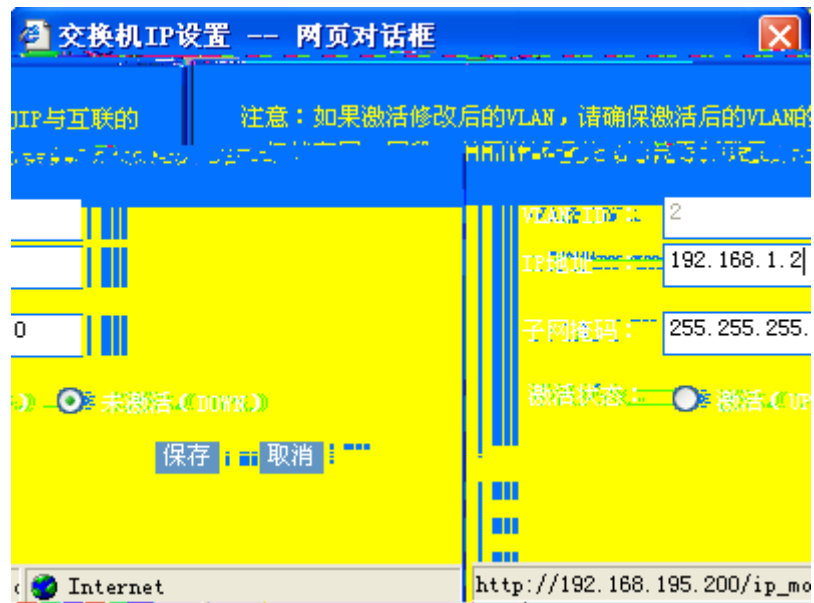 交换机IP设置 -- 网页对话框
IP与互联的
注意：如果激活修改后的VLAN，请确保激活后的VLAN的
VLAN ID： 2
IP地址： 192.168.1.2
0
子网掩码： 255.255.255.
未激活（DOWN）
激活状态： 激活（UP
保存 取消
Internet
http://192.168.195.200/ip_mo